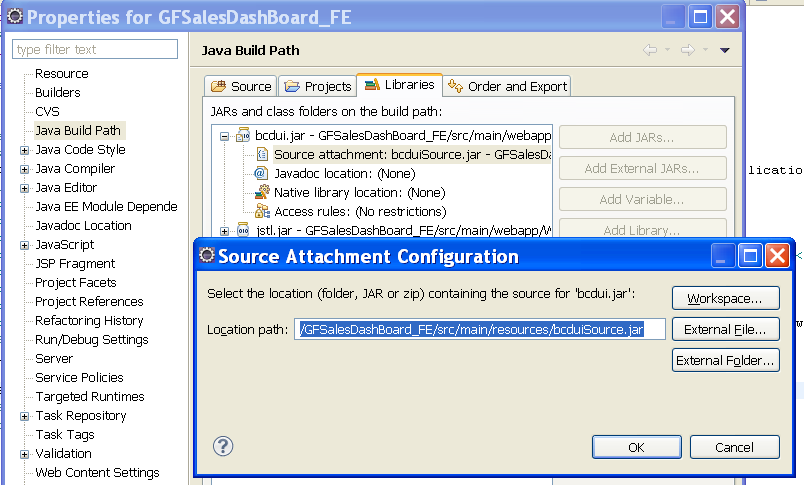 Properties for GFSalesDashBoard_FE
type filter text
Resource
Builders
CVS
Java Build Path
Java Code Style
Java Compiler
Java Editor
Java EE Module Depende
Javadoc Location
JavaScript
JSP Fragment
Project Facets
Project References
Refactoring History
Run/Debug Settings
Server
Service Policies
Targeted Runtimes
Task Repository
Task Tags
Validation
Web Content Settings
Java Build Path
Source
Projects
Libraries
Order and Export
JARs and class folders on the build path:
bcdui.jar - GFSalesDashBoard_FE/src/main/webapp
Source attachment: bcduiSource.jar - GFSalesDa
Javadoc location: (None)
Native library location: (None)
Access rules: (No restrictions)
jstl.jar - GFSalesDashBoard_FE/src/main/webapp/W
Add JARs...
Add External JARs...
Add Variable...
Add Library...
licatio
Source Attachment Configuration
Select the location (folder, JAR or zip) containing the source for 'bcdui.jar':
Location path:
/GFSalesDashBoard_FE/src/main/resources/bcduiSource.jar
Workspace...
External File...
External Folder...
OK
Cancel